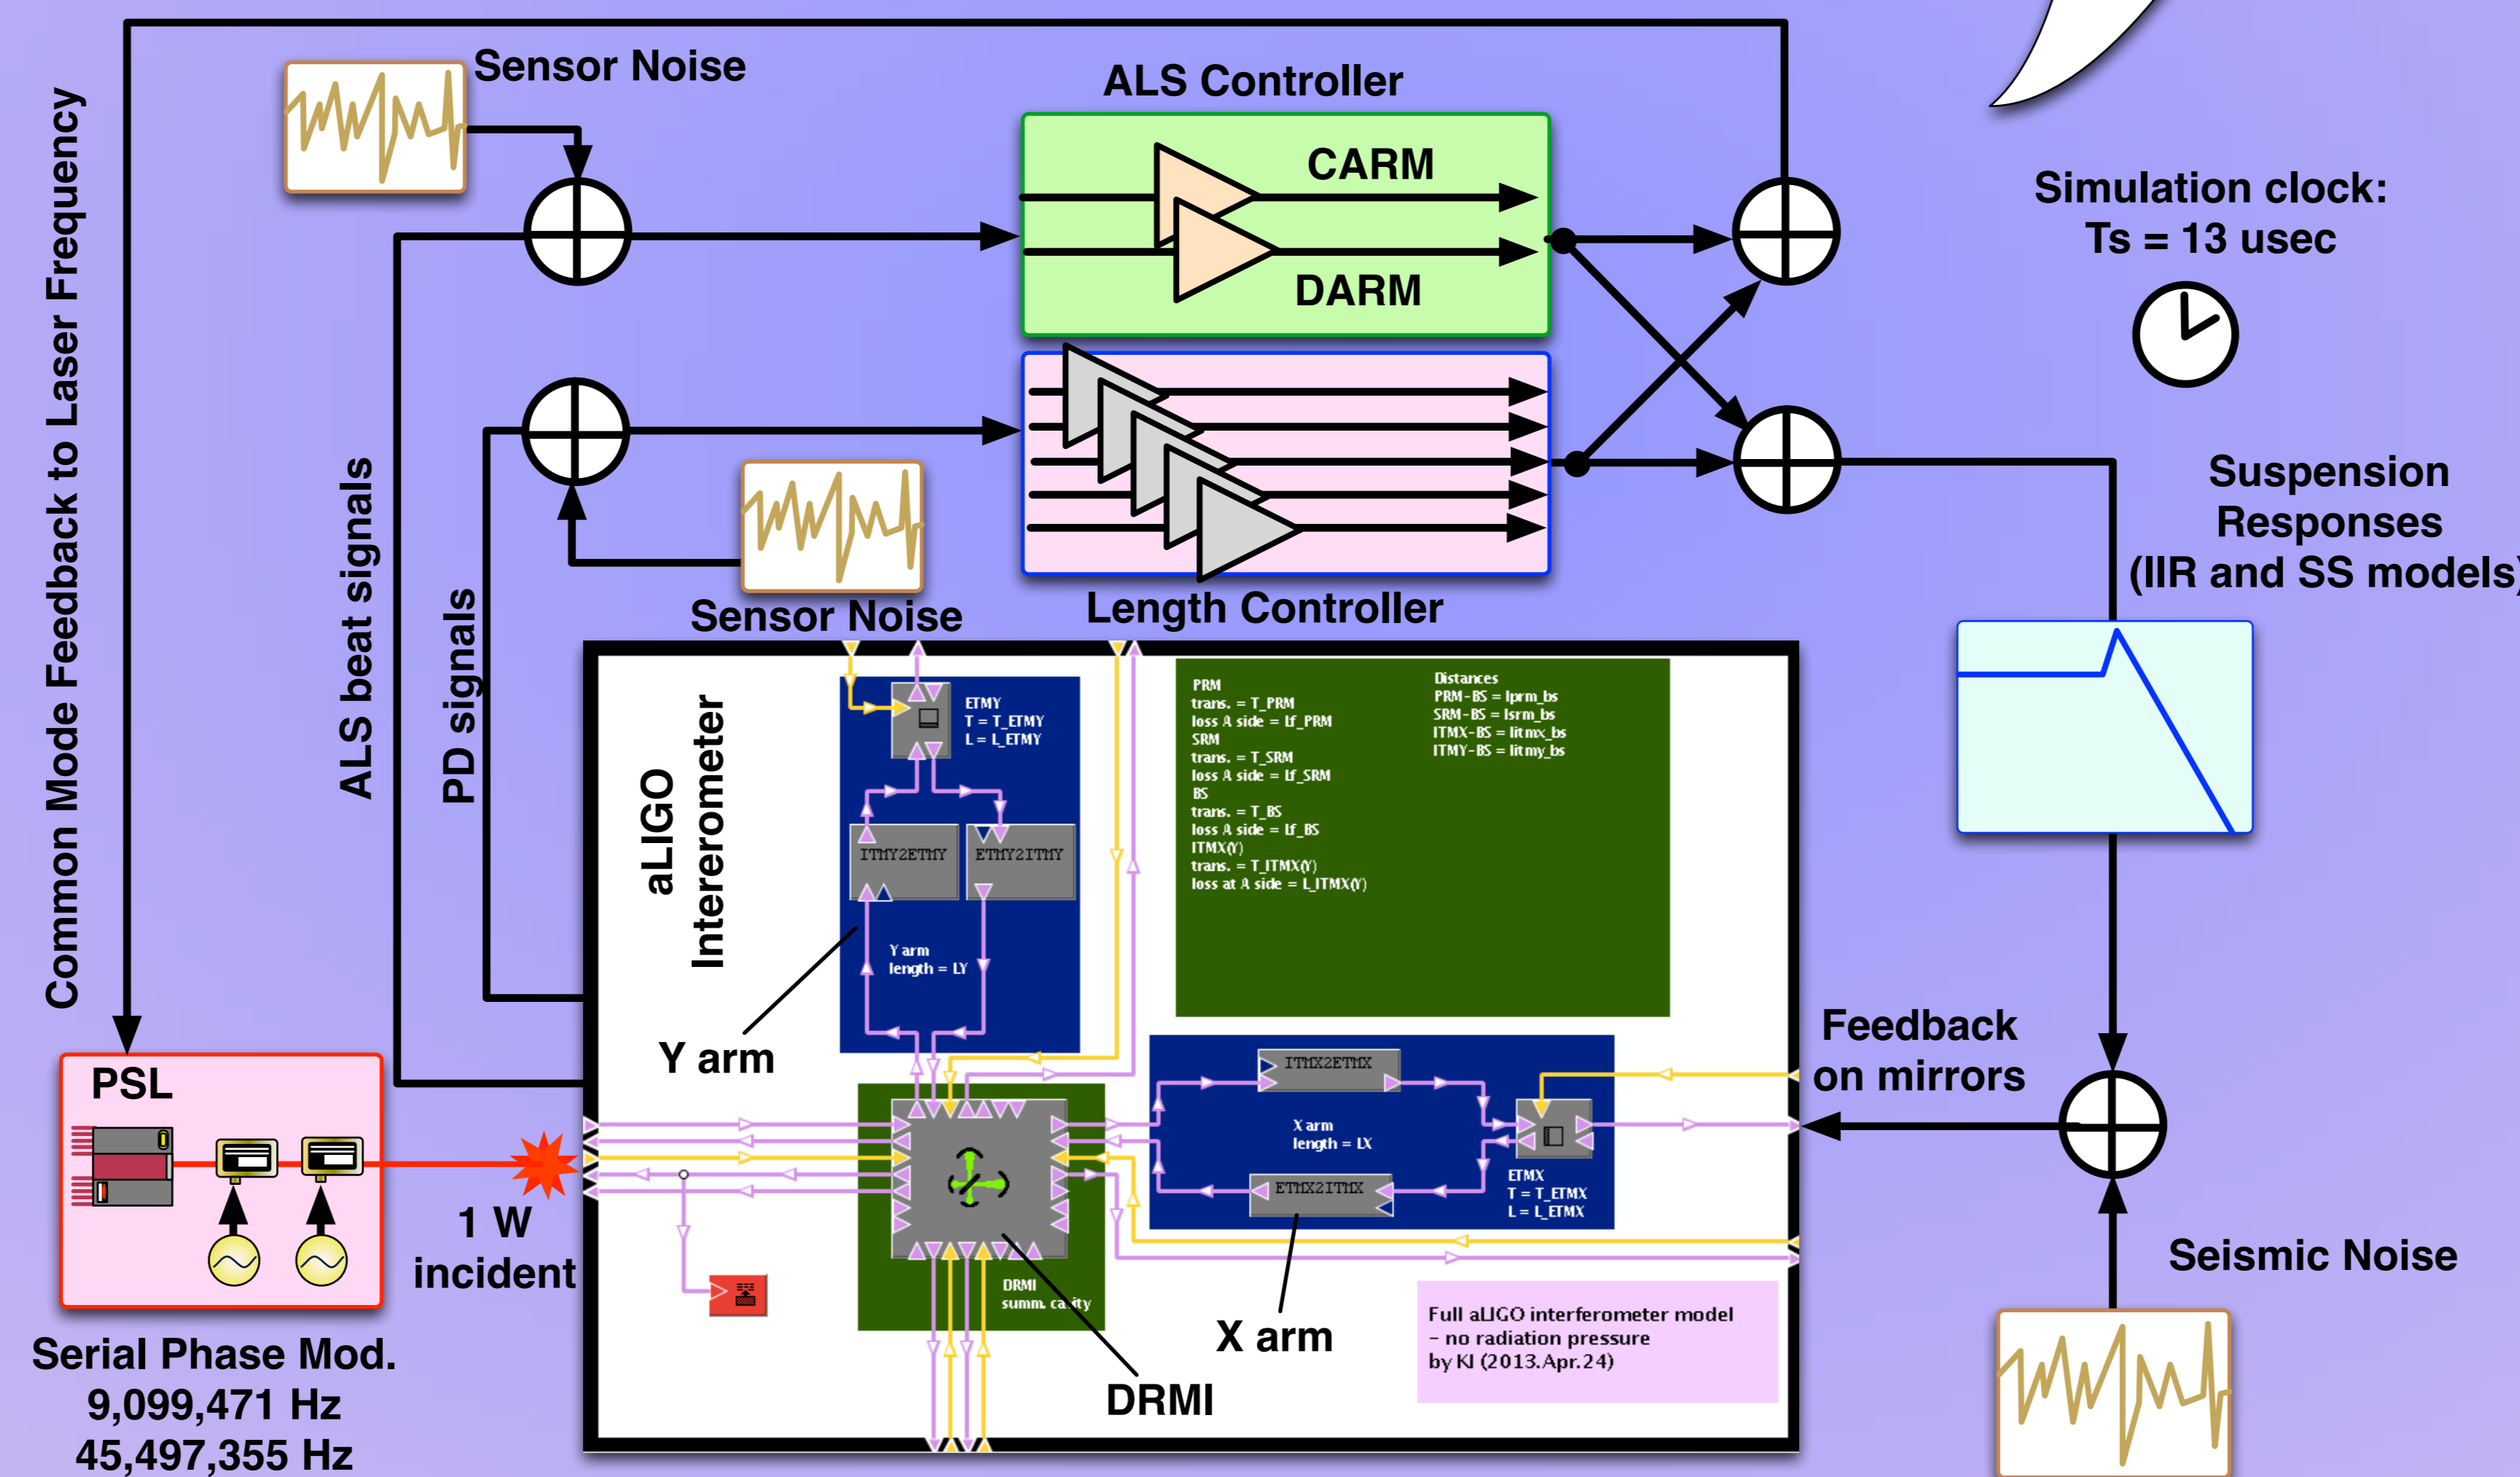 Sensor Noise
ALS Controller
CARM
DARM
Simulation clock:
Ts = 13 usec
Common Mode Feedback to Laser Frequency
ALS beat signals
PD signals
Sensor Noise
Length Controller
Suspension
Responses
(IIR and SS models)
aLIGO
Intererometer
ETMY
T = T_ETMY
L = L_ETMY
ITMY2ETMY
ETMY2ITMY
Y arm
length = LY
Y arm
PRM
trans. = T_PRM
loss A side = Lf_PRM
SRM
trans. = T_SRM
loss A side = Lf_SRM
BS
trans. = T_BS
loss A side = Lf_BS
ITMX(Y)
trans. = T_ITMX(Y)
loss at A side = L_ITMX(Y)
Distances
PRM-BS = lprm_bs
SRM-BS = lsrm_bs
ITMX-BS = litmx_bs
ITMY-BS = litmy_bs
Feedback
on mirrors
PSL
1 W
incident
Serial Phase Mod.
9,099,471 Hz
45,497,355 Hz
ITMX2ETMX
X arm
length = LX
ETMX2ITMX
ETMX
T = T_ETMX
L = L_ETMX
DRMI
summ. cavity
X arm
DRMI
Full aLIGO interferometer model
- no radiation pressure
by KI (2013.Apr.24)
Seismic Noise